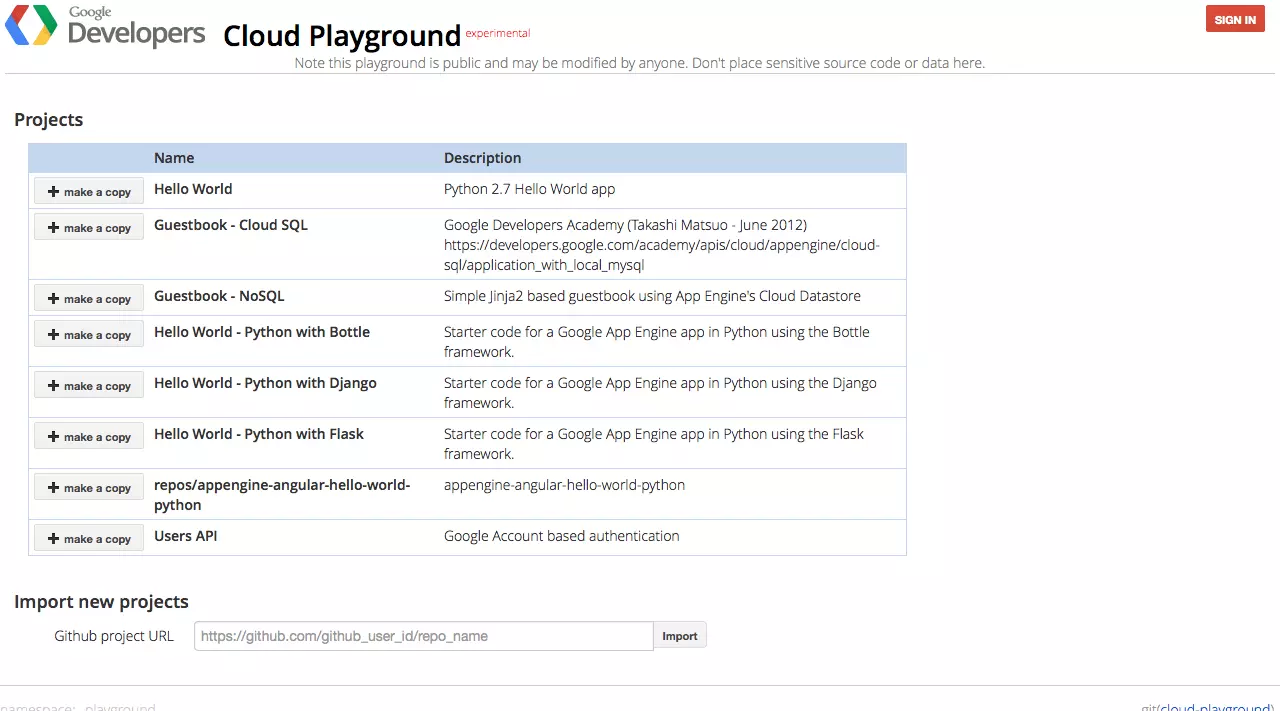 Google
Developers
Cloud Playground experimental
SIGN IN
Note this playground is public and may be modified by anyone. Don't place sensitive source code or data here.
Projects
Name Description
make a copy Hello World Python 2.7 Hello World app
make a copy Guestbook - Cloud SQL Google Developers Academy (Takashi Matsuo - June 2012)
https://developers.google.com/academy/apis/cloud/appengine/cloud-
sql/application_with_local_mysql
make a copy Guestbook - NoSQL Simple Jinja2 based guestbook using App Engine's Cloud Datastore
make a copy Hello World - Python with Bottle Starter code for a Google App Engine app in Python using the Bottle
framework.
make a copy Hello World - Python with Django Starter code for a Google App Engine app in Python using the Django
framework.
make a copy Hello World - Python with Flask Starter code for a Google App Engine app in Python using the Flask
framework.
make a copy repos/appengine-angular-hello-world- appengine-angular-hello-world-python
python
make a copy Users API Google Account based authentication
Import new projects
Github project URL https://github.com/github_user_id/repo_name Import
namespace: _playground git(cloud-playground)